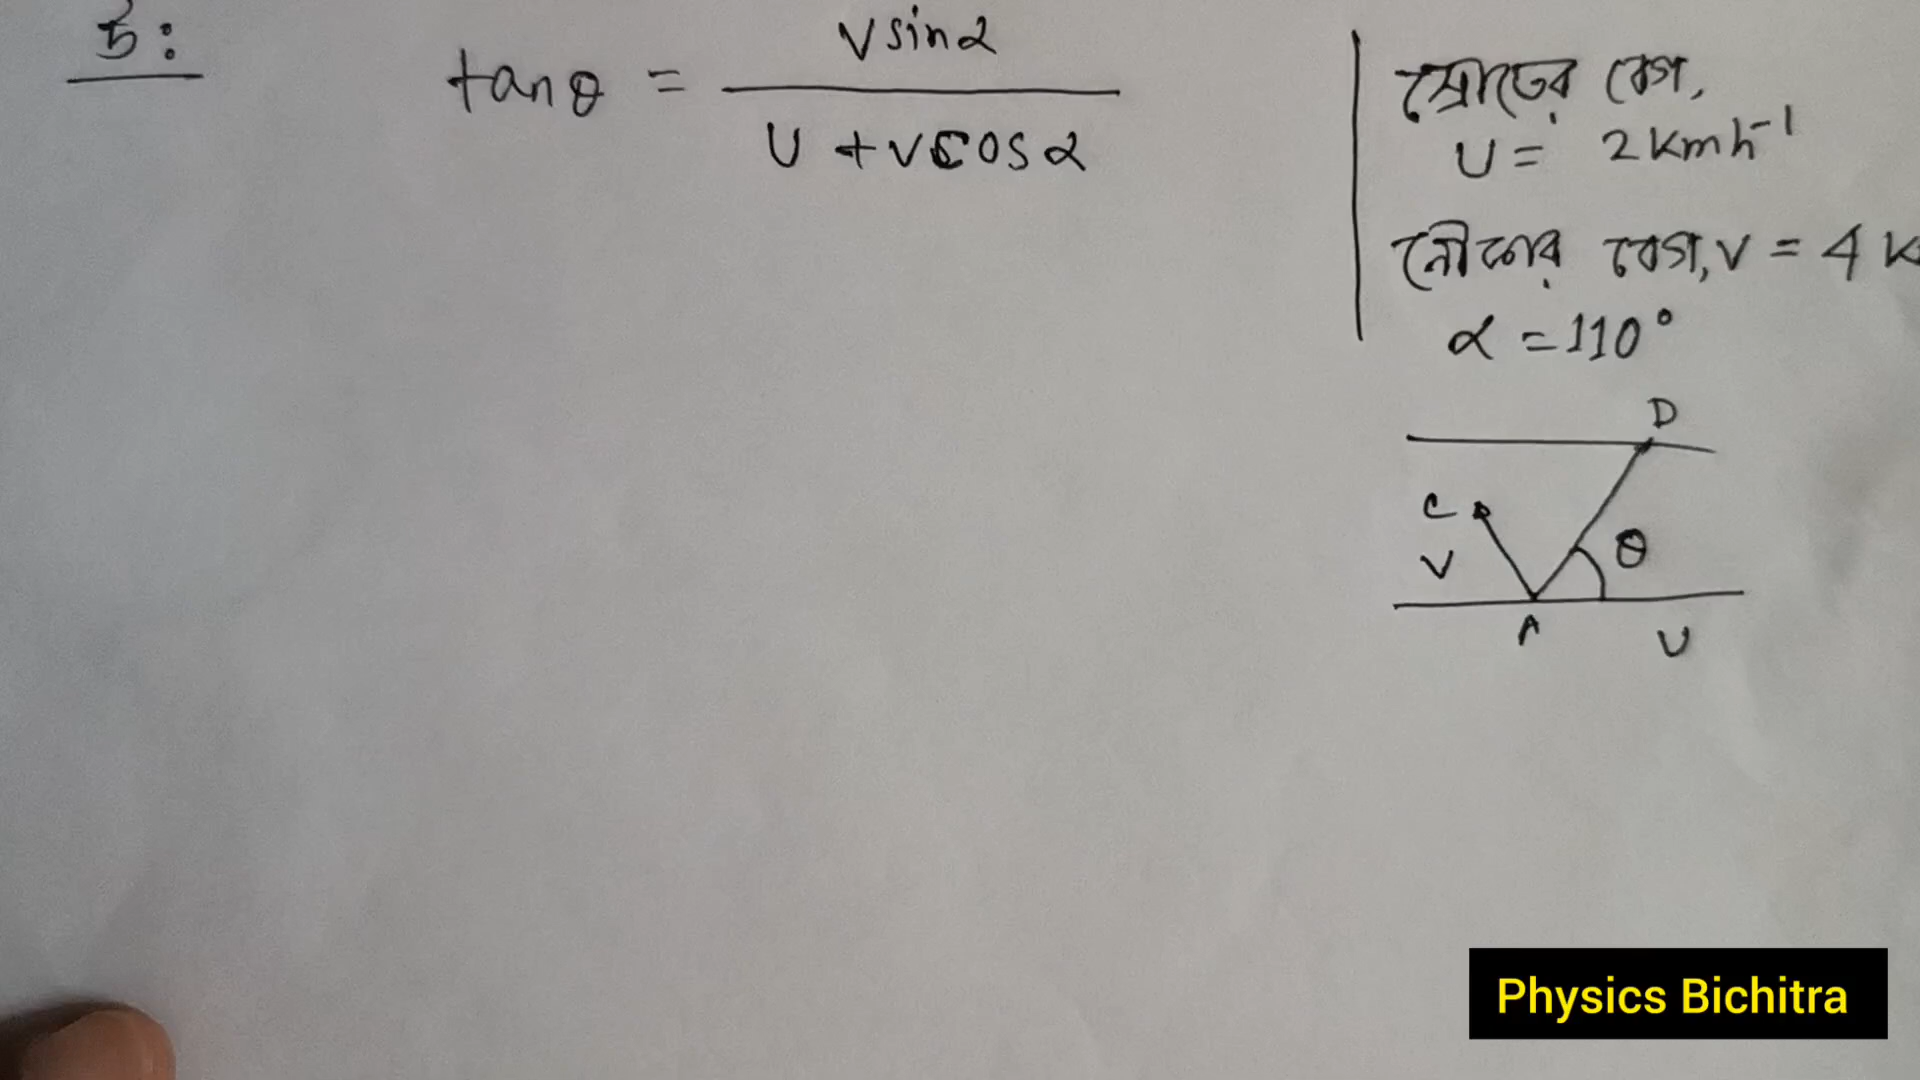 উ:
tanθ = vsinα / u + vcosα
স্রোতের বেগ,
u = 2kmh⁻¹
নৌকার বেগ, v = 4 k
α = 110°
D
C
v
θ
A
u
Physics Bichitra